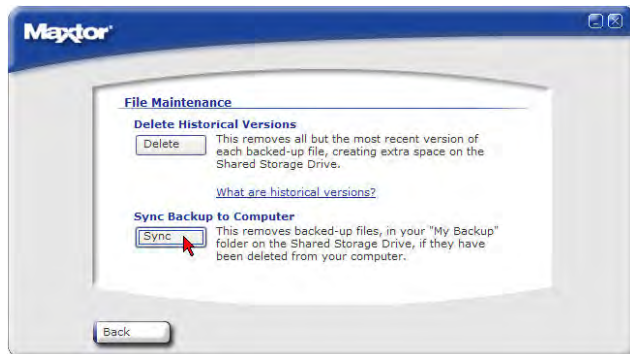 Maxtor
File Maintenance
Delete Historical Versions
Delete
This removes all but the most recent version of
each backed-up file, creating extra space on the
Shared Storage Drive.
What are historical versions?
Sync Backup to Computer
Sync
This removes backed-up files, in your "My Backup"
folder on the Shared Storage Drive, if they have
been deleted from your computer.
Back